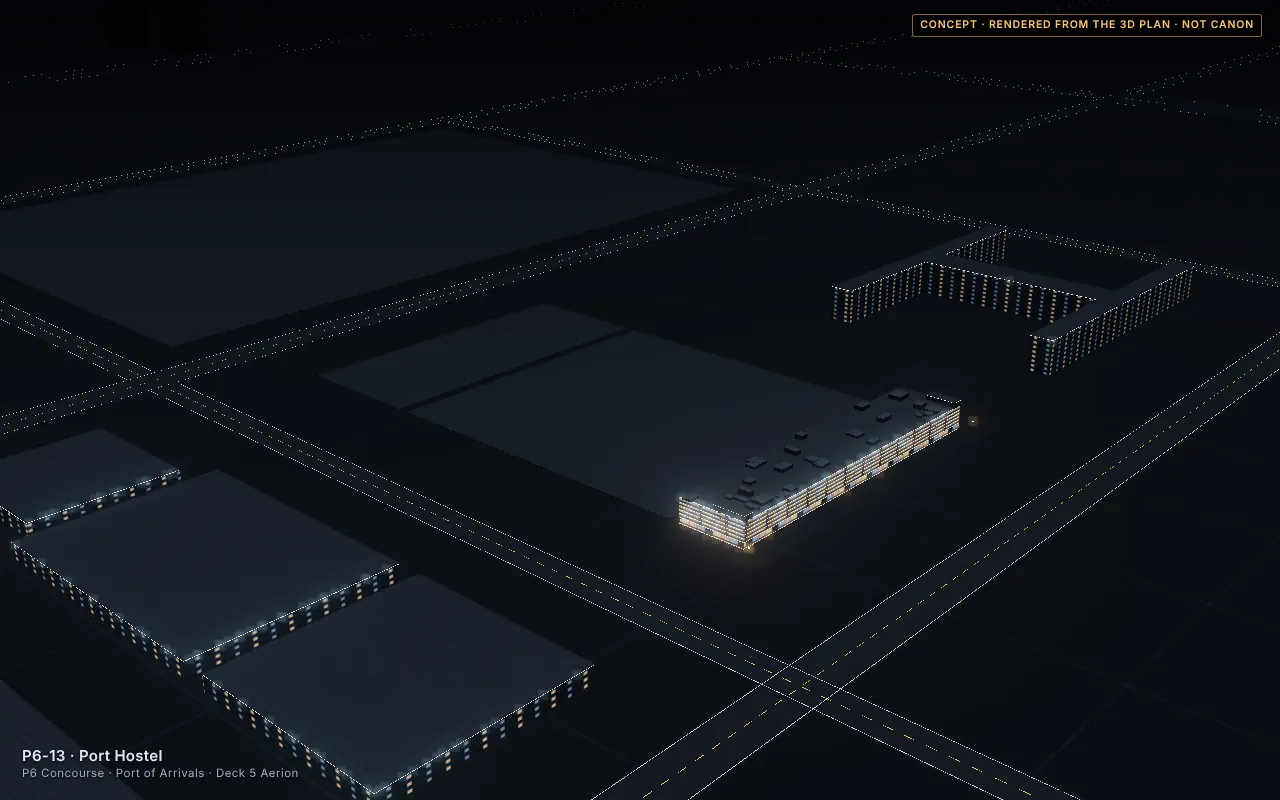 CONCEPT · RENDERED FROM THE 3D PLAN · NOT CANON
P6-13 · Port Hostel
P6 Concourse · Port of Arrivals · Deck 5 Aerion